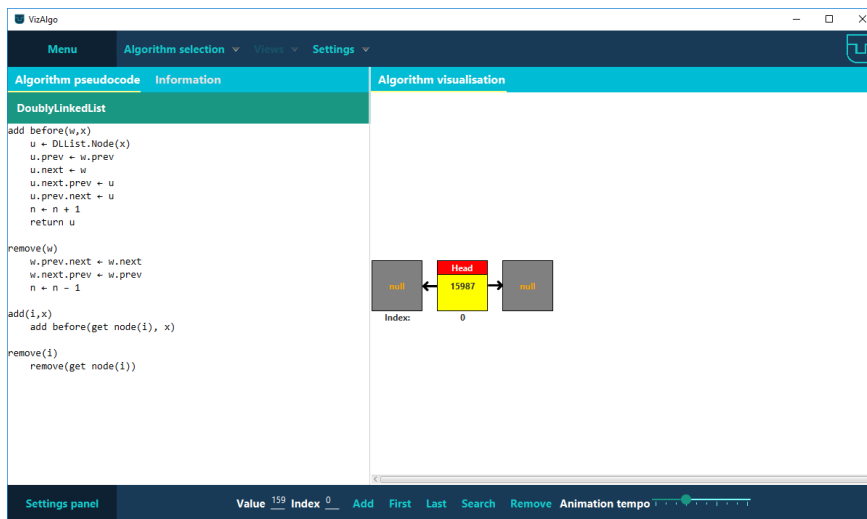 VizAlgo
Menu Algorithm selection Views Settings
Algorithm pseudocode Information Algorithm visualisation
DoublyLinkedList
add before(w,x)
u ← DLList.Node(x)
u.prev ← w.prev
u.next ← w
u.next.prev ← u
u.prev.next ← u
n ← n + 1
return u
remove(w)
w.prev.next ← w.next
w.next.prev ← w.prev
n ← n − 1
add(i,x)
add before(get node(i), x)
remove(i)
remove(get node(i))
Head
null 15987 null
Index: 0
Settings panel Value 159 Index 0 Add First Last Search Remove Animation tempo